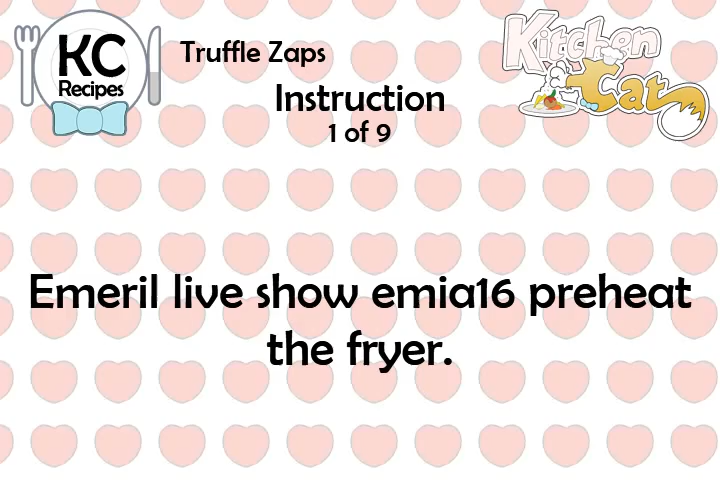 KC
Recipes
Truffle Zaps
Kitchen
Cat
Instruction
1 of 9
Emeril live show emia16 preheat
the fryer.